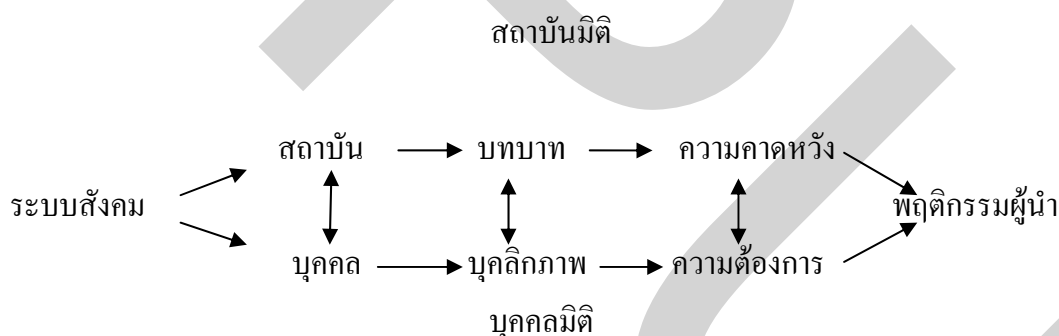 สถาบันมิติ
สถาบัน บทบาท ความคาดหวัง
ระบบสังคม พฤติกรรมผู้นำ
บุคคล บุคลิกภาพ ความต้องการ
บุคคลมิติ